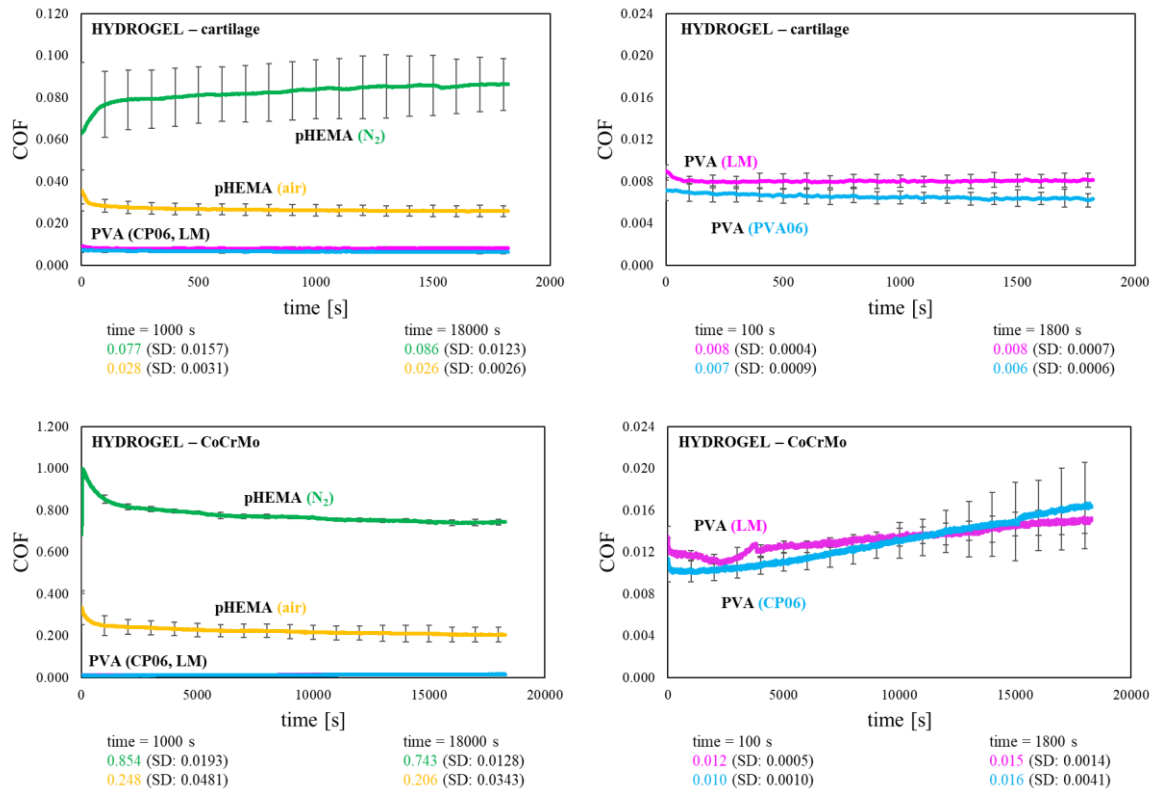 HYDROGEL – cartilage
0.120
0.100
0.080
0.060
0.040
0.020
0.000
COF
pHEMA (N₂)
pHEMA (air)
PVA (CP06, LM)
0
500
1000
1500
2000
time [s]
time = 1000 s
0.077 (SD: 0.0157)
0.028 (SD: 0.0031)
time = 18000 s
0.086 (SD: 0.0123)
0.026 (SD: 0.0026)
HYDROGEL – cartilage
0.024
0.020
0.016
0.012
0.008
0.004
0.000
COF
PVA (LM)
PVA (PVA06)
0
500
1000
1500
2000
time [s]
time = 100 s
0.008 (SD: 0.0004)
0.007 (SD: 0.0009)
time = 1800 s
0.008 (SD: 0.0007)
0.006 (SD: 0.0006)
HYDROGEL – CoCrMo
1.200
1.000
0.800
0.600
0.400
0.200
0.000
COF
pHEMA (N₂)
pHEMA (air)
PVA (CP06, LM)
0
5000
10000
15000
20000
time [s]
time = 1000 s
0.854 (SD: 0.0193)
0.248 (SD: 0.0481)
time = 18000 s
0.743 (SD: 0.0128)
0.206 (SD: 0.0343)
HYDROGEL – CoCrMo
0.024
0.020
0.016
0.012
0.008
0.004
0.000
COF
PVA (LM)
PVA (CP06)
0
5000
10000
15000
20000
time [s]
time = 100 s
0.012 (SD: 0.0005)
0.010 (SD: 0.0010)
time = 1800 s
0.015 (SD: 0.0014)
0.016 (SD: 0.0041)